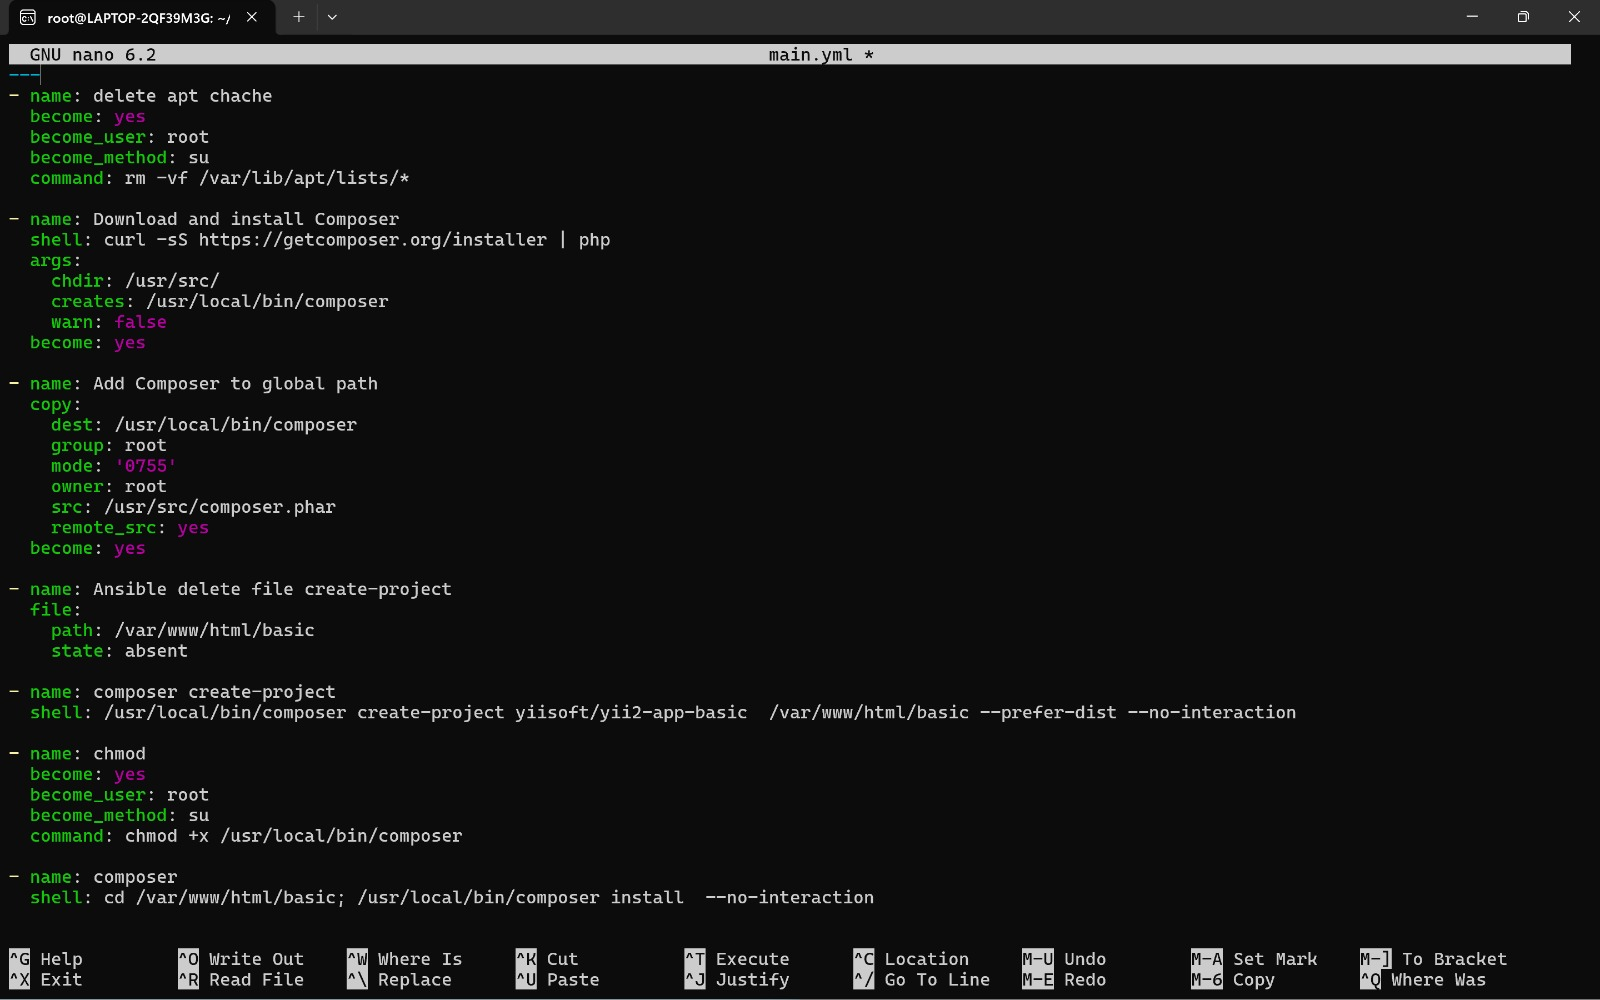 root@LAPTOP-2QF39M3G: ~/
GNU nano 6.2 main.yml *
---
- name: delete apt chache
  become: yes
  become_user: root
  become_method: su
  command: rm -vf /var/lib/apt/lists/*
- name: Download and install Composer
  shell: curl -sS https://getcomposer.org/installer | php
  args:
    chdir: /usr/src/
    creates: /usr/local/bin/composer
    warn: false
  become: yes
- name: Add Composer to global path
  copy:
    dest: /usr/local/bin/composer
    group: root
    mode: '0755'
    owner: root
    src: /usr/src/composer.phar
    remote_src: yes
  become: yes
- name: Ansible delete file create-project
  file:
    path: /var/www/html/basic
    state: absent
- name: composer create-project
  shell: /usr/local/bin/composer create-project yiisoft/yii2-app-basic  /var/www/html/basic --prefer-dist --no-interaction
- name: chmod
  become: yes
  become_user: root
  become_method: su
  command: chmod +x /usr/local/bin/composer
- name: composer
  shell: cd /var/www/html/basic; /usr/local/bin/composer install  --no-interaction
^G Help ^O Write Out ^W Where Is ^K Cut ^T Execute ^C Location M-U Undo M-A Set Mark M-] To Bracket
^X Exit ^R Read File ^\ Replace ^U Paste ^J Justify ^/ Go To Line M-E Redo M-6 Copy ^Q Where Was